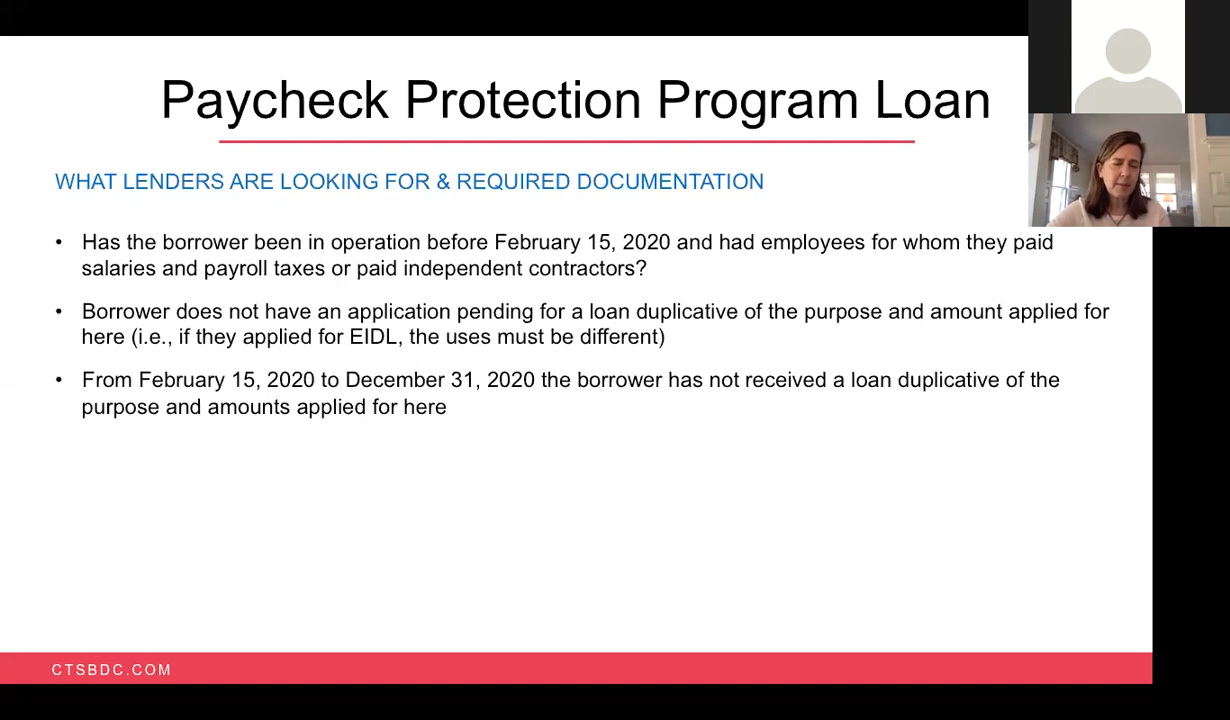 Paycheck Protection Program Loan
WHAT LENDERS ARE LOOKING FOR & REQUIRED DOCUMENTATION
• Has the borrower been in operation before February 15, 2020 and had employees for whom they paid
salaries and payroll taxes or paid independent contractors?
• Borrower does not have an application pending for a loan duplicative of the purpose and amount applied for
here (i.e., if they applied for EIDL, the uses must be different)
• From February 15, 2020 to December 31, 2020 the borrower has not received a loan duplicative of the
purpose and amounts applied for here
CTSBDC.COM